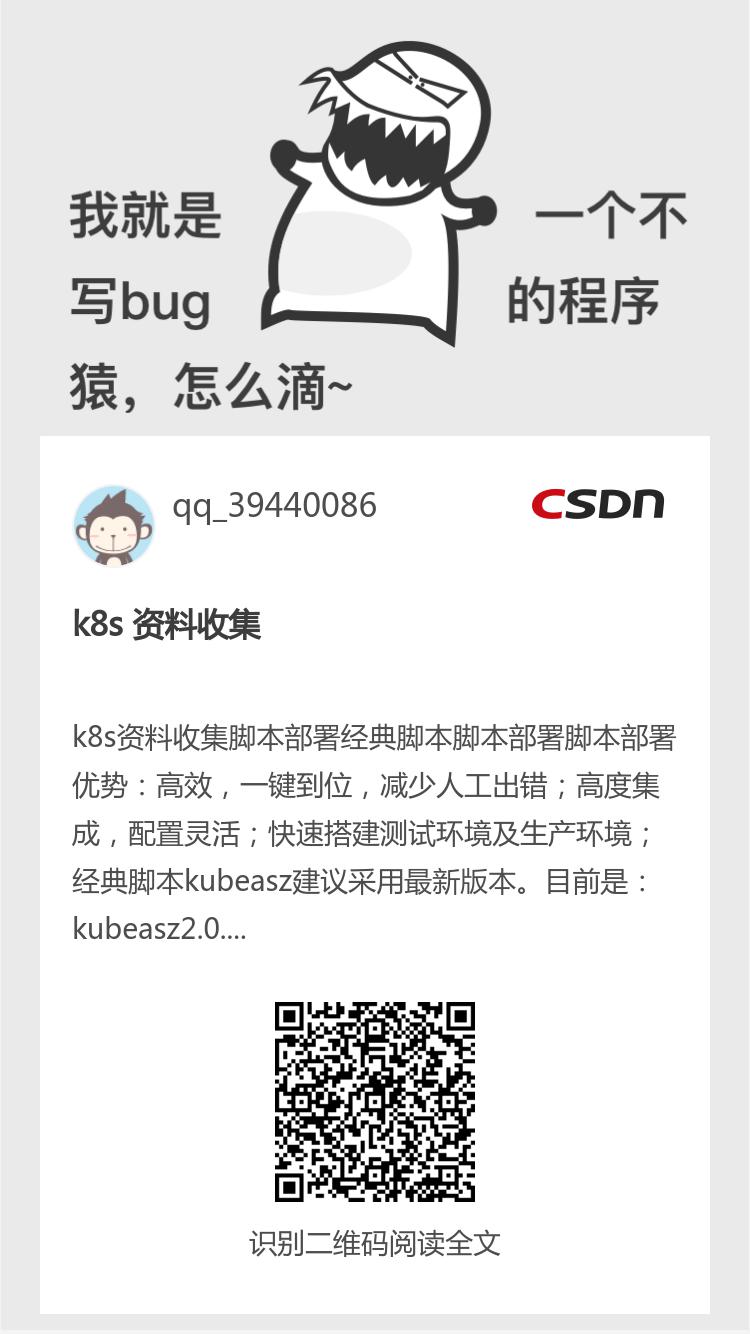 我就是 一个不
写bug 的程序
猿，怎么滴~
qq_39440086 CSDN
k8s 资料收集
k8s资料收集脚本部署经典脚本脚本部署脚本部署
优势：高效，一键到位，减少人工出错；高度集
成，配置灵活；快速搭建测试环境及生产环境；
经典脚本kubeasz建议采用最新版本。目前是：
kubeasz2.0....
识别二维码阅读全文